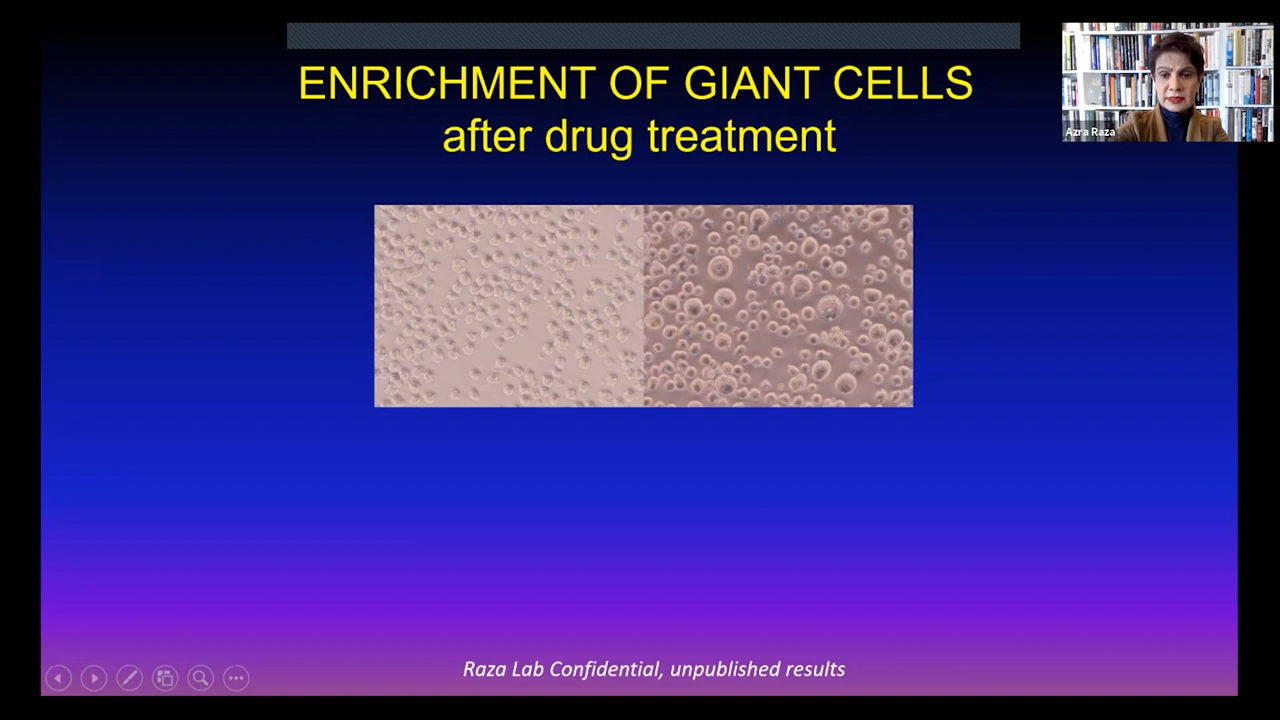 ENRICHMENT OF GIANT CELLS
after drug treatment
Azra Raza
Raza Lab Confidential, unpublished results